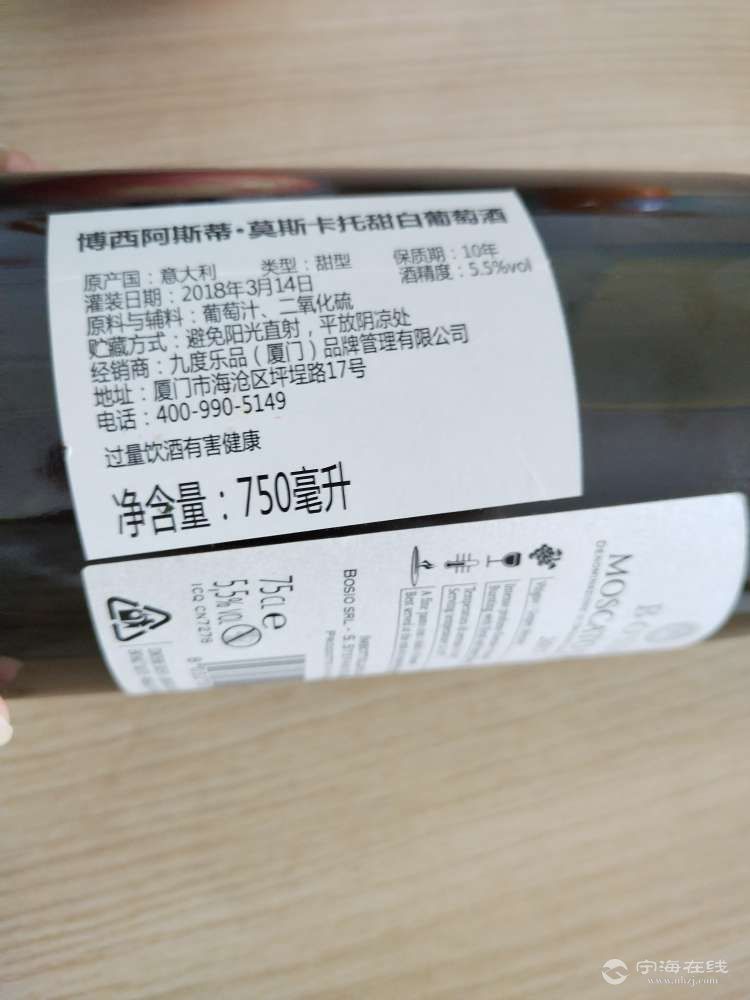 博西阿斯蒂·莫斯卡托甜白葡萄酒
原产国：意大利 类型：甜型 保质期：10年
灌装日期：2018年3月14日 酒精度：5.5%vol
原料与辅料：葡萄汁、二氧化硫
贮藏方式：避免阳光直射，平放阴凉处
经销商：九度乐品（厦门）品牌管理有限公司
地址：厦门市海沧区坪埕路17号
电话：400-990-5149
过量饮酒有害健康
净含量：750毫升
MOSCATO
BOSIO SRL - S.STE
75cl e
5,5% vol
ICQ CN7278
宁海在线
www.nhzj.com